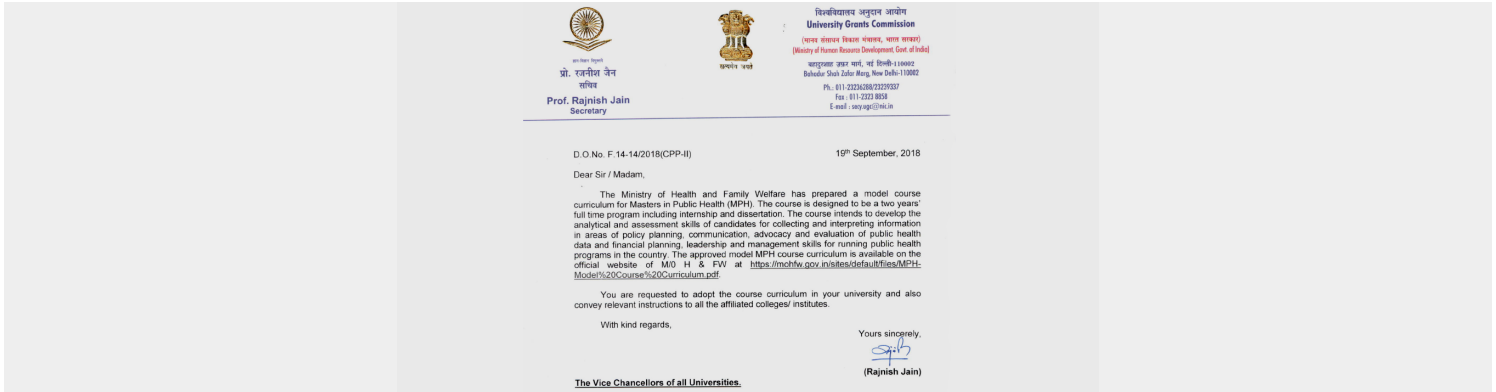 विश्वविद्यालय अनुदान आयोग
University Grants Commission
(मानव संसाधन विकास मंत्रालय, भारत सरकार)
(Ministry of Human Resource Development, Govt. of India)
बहादुरशाह ज़फ़र मार्ग, नई दिल्ली-110002
Bahadur Shah Zafar Marg, New Delhi-110002
Ph.: 011-23236288/23239337
Fax : 011-2323 8858
E-mail : secy.ugc@nic.in
सत्यमेव जयते
ज्ञान-विज्ञान विमुक्तये
प्रो. रजनीश जैन
सचिव
Prof. Rajnish Jain
Secretary
D.O.No. F.14-14/2018(CPP-II)
19th September, 2018
Dear Sir / Madam,
The Ministry of Health and Family Welfare has prepared a model course
curriculum for Masters in Public Health (MPH). The course is designed to be a two years'
full time program including internship and dissertation. The course intends to develop the
analytical and assessment skills of candidates for collecting and interpreting information
in areas of policy planning, communication, advocacy and evaluation of public health
data and financial planning, leadership and management skills for running public health
programs in the country. The approved model MPH course curriculum is available on the
official website of M/0 H & FW at https://mohfw.gov.in/sites/default/files/MPH-
Model%20Course%20Curriculum.pdf.
You are requested to adopt the course curriculum in your university and also
convey relevant instructions to all the affiliated colleges/ institutes.
With kind regards,
Yours sincerely,
(Rajnish Jain)
The Vice Chancellors of all Universities.